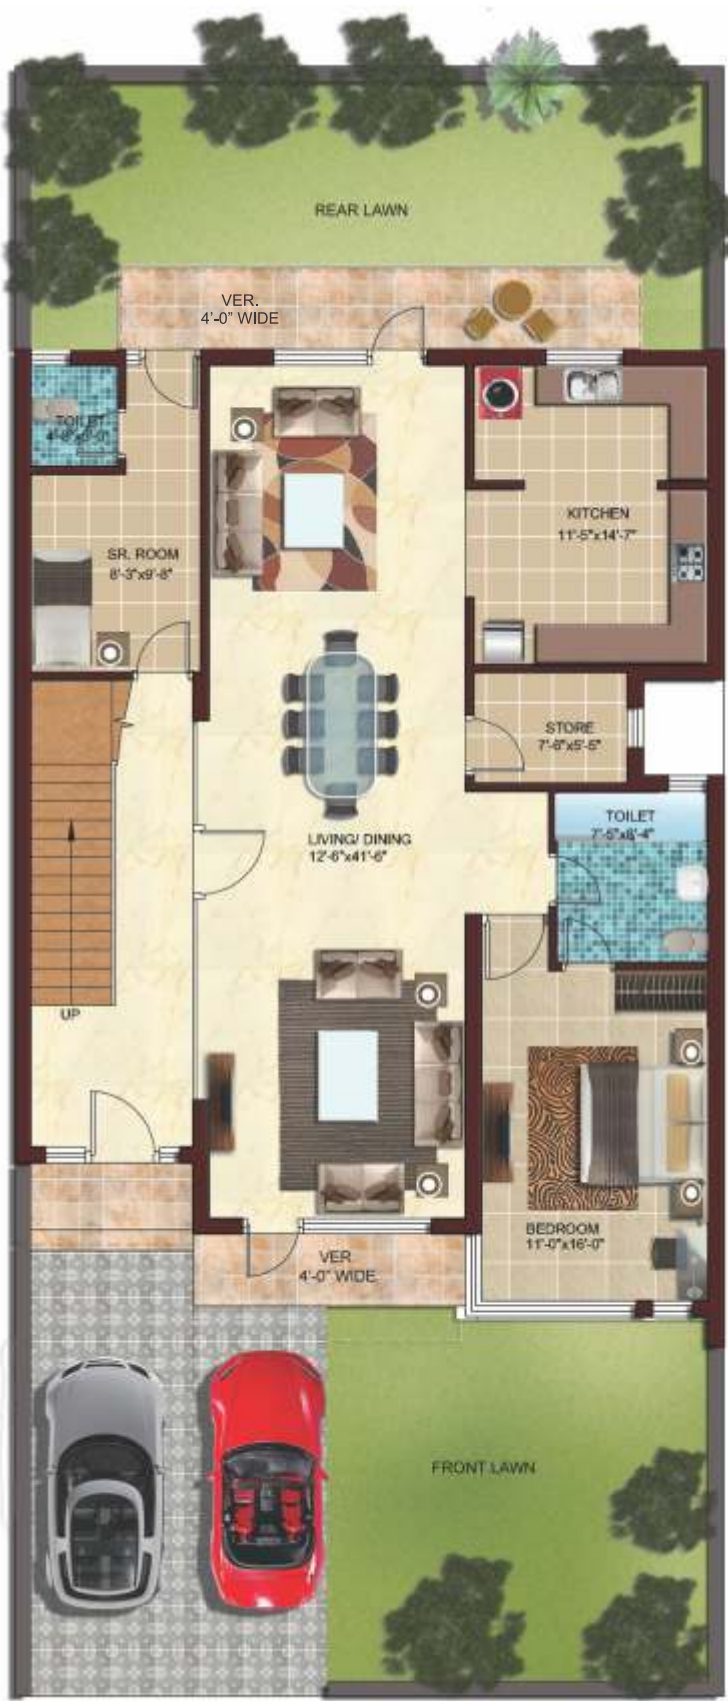 REAR LAWN
VER.
4'-0" WIDE
TOILET
SR. ROOM
8'-3"x9'-8"
KITCHEN
11'-5"x14'-7"
STORE
7'-6"x5'-5"
TOILET
7'-5"x8'-4"
LIVING/ DINING
12'-6"x41'-6"
UP
BEDROOM
11'-0"x16'-0"
VER
4'-0" WIDE
FRONT LAWN